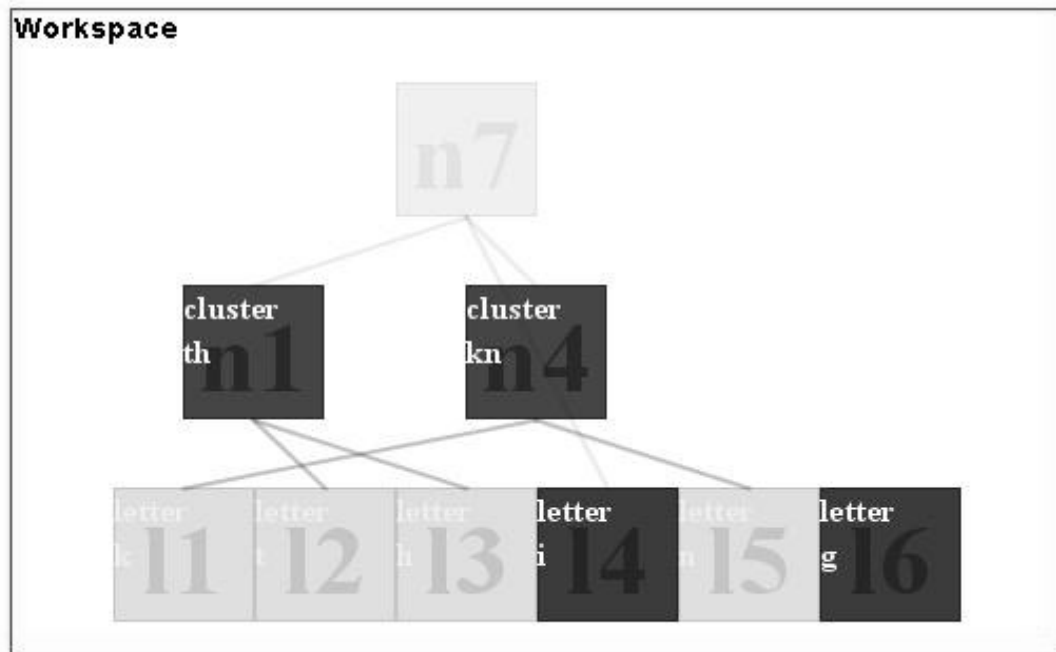 Workspace
n7
cluster
th
n1
cluster
kn
n4
letter
k
l1
letter
t
l2
letter
h
l3
letter
i
l4
letter
n
l5
letter
g
l6